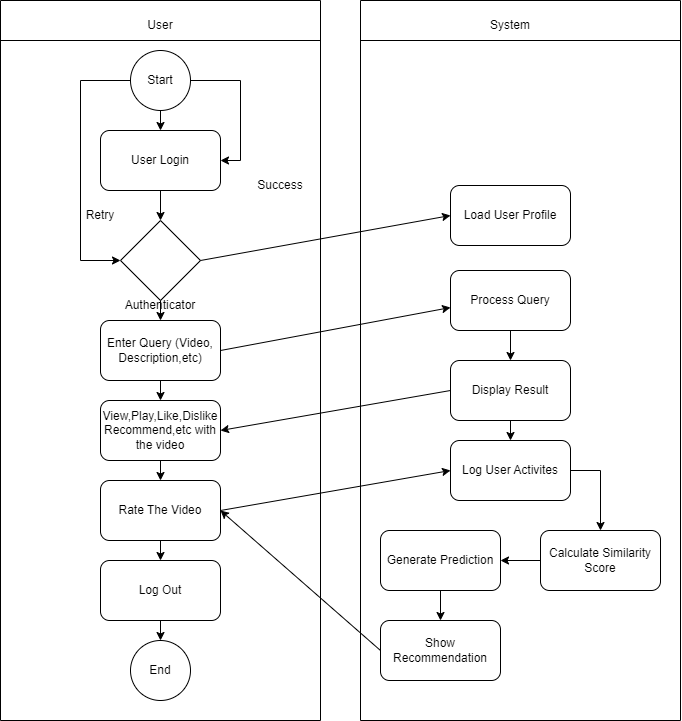 User
System
Start
User Login
Success
Retry
Load User Profile
Authenticator
Process Query
Enter Query (Video,
Description,etc)
Display Result
View,Play,Like,Dislike
Recommend,etc with
the video
Log User Activites
Rate The Video
Generate Prediction
Calculate Similarity
Score
Log Out
Show
Recommendation
End